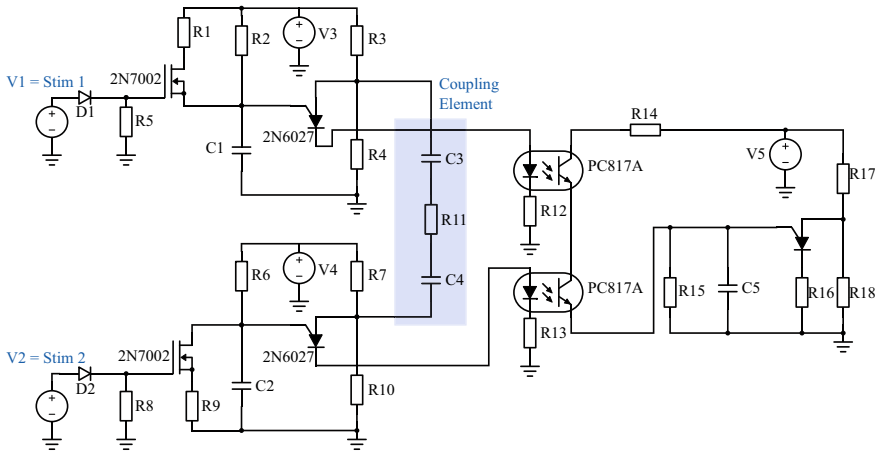 R1
R2
V3
R3
V1 = Stim 1
2N7002
Coupling
Element
D1
R5
C1
2N6027
R4
C3
R14
PC817A
V5
R17
R12
R11
R6
V4
R7
C4
PC817A
R15
C5
R16
R18
R13
V2 = Stim 2
2N7002
2N6027
D2
R8
R9
C2
R10